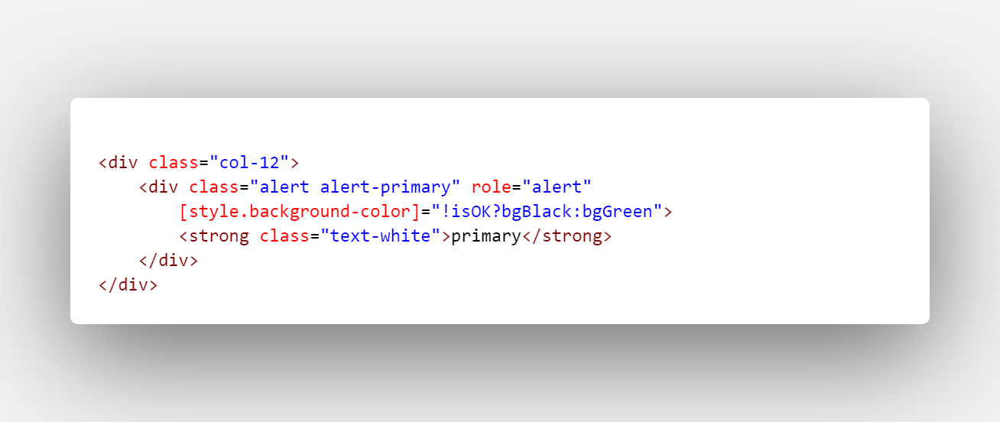 <div class="col-12">
    <div class="alert alert-primary" role="alert"
        [style.background-color]="!isOK?bgBlack:bgGreen">
        <strong class="text-white">primary</strong>
    </div>
</div>